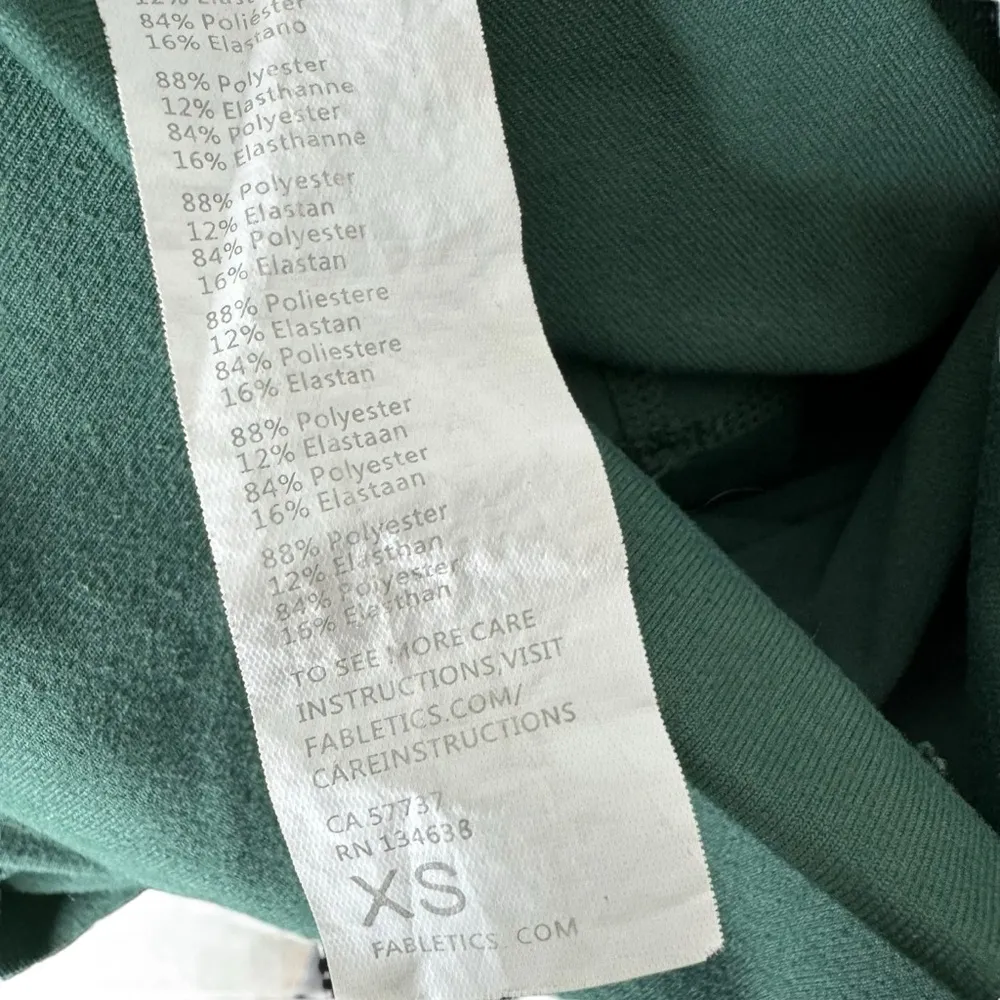 84% Poliéster
16% Elastano
88% Polyester
12% Elasthanne
84% Polyester
16% Elasthanne
88% Polyester
12% Elastan
84% Polyester
16% Elastan
88% Poliestere
12% Elastan
84% Poliestere
16% Elastan
88% Polyester
12% Elastaan
84% Polyester
16% Elastaan
88% Polyester
12% Elasthan
84% Polyester
16% Elasthan
TO SEE MORE CARE
INSTRUCTIONS,VISIT
FABLETICS.COM/
CAREINSTRUCTIONS
CA 57737
RN 134638
XS
FABLETICS. COM